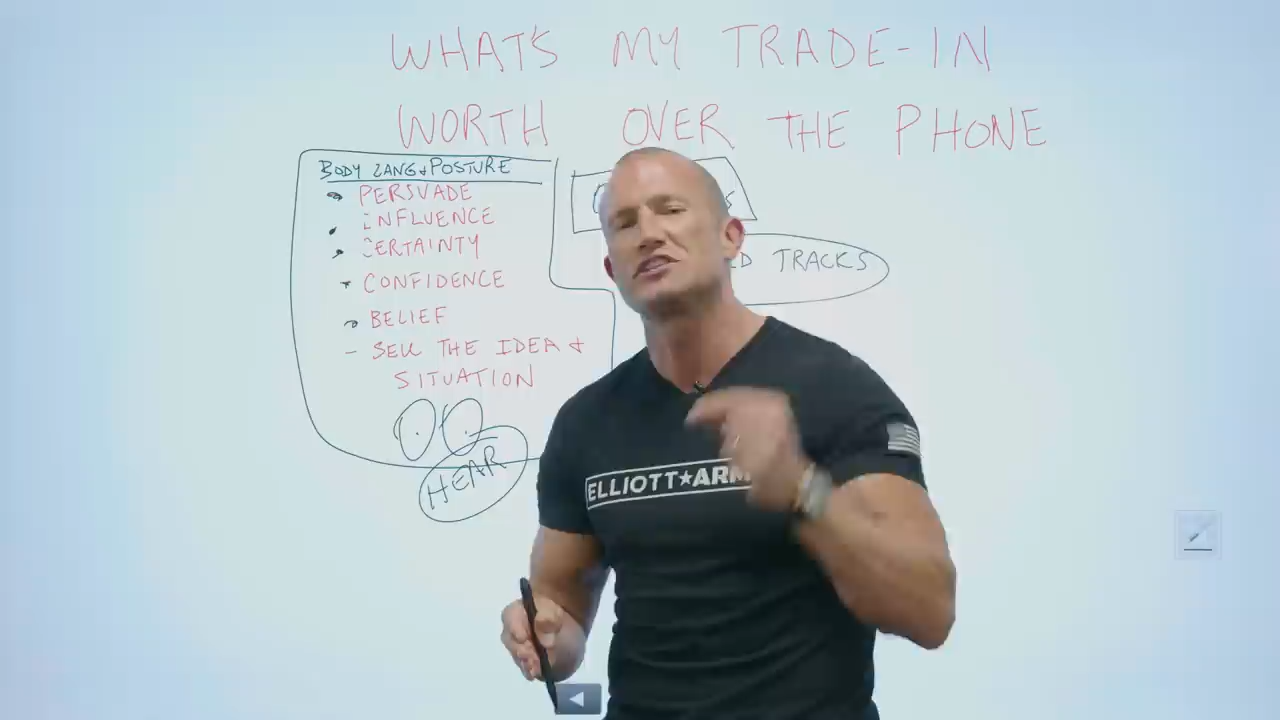 WHAT'S MY TRADE-IN
WORTH OVER THE PHONE
BODY LANG + POSTURE
PERSUADE
INFLUENCE
CERTAINTY
CONFIDENCE
BELIEF
SELL THE IDEA +
SITUATION
HEAR
TRACKS
ELLIOTT★ARM